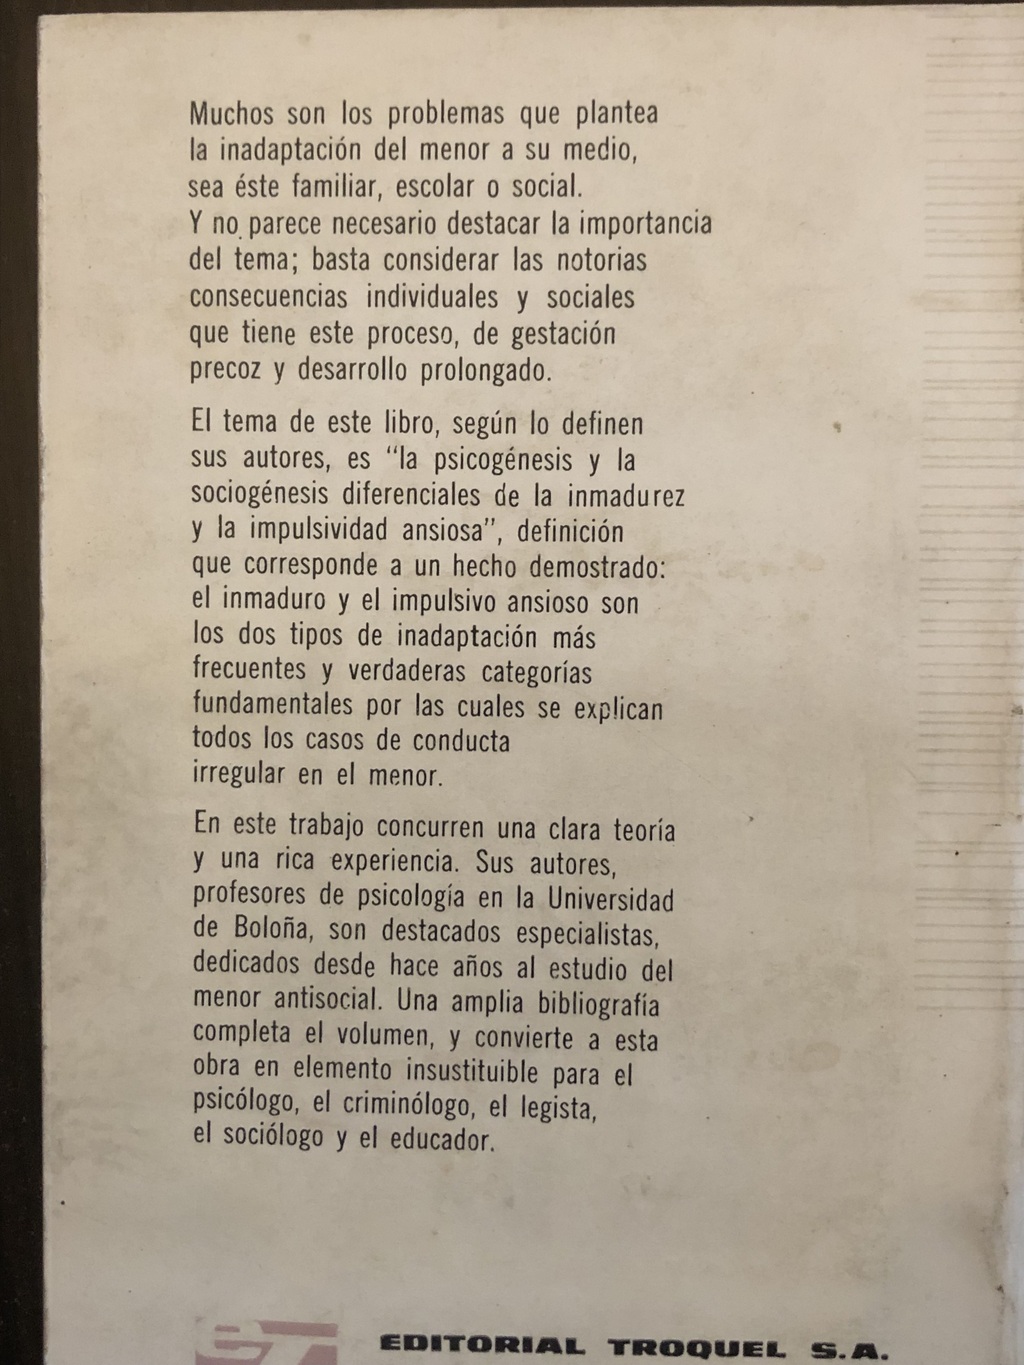 Muchos son los problemas que plantea
la inadaptación del menor a su medio,
sea éste familiar, escolar o social.
Y no parece necesario destacar la importancia
del tema; basta considerar las notorias
consecuencias individuales y sociales
que tiene este proceso, de gestación
precoz y desarrollo prolongado.
El tema de este libro, según lo definen
sus autores, es "la psicogénesis y la
sociogénesis diferenciales de la inmadurez
y la impulsividad ansiosa", definición
que corresponde a un hecho demostrado:
el inmaduro y el impulsivo ansioso son
los dos tipos de inadaptación más
frecuentes y verdaderas categorías
fundamentales por las cuales se explican
todos los casos de conducta
irregular en el menor.
En este trabajo concurren una clara teoría
y una rica experiencia. Sus autores,
profesores de psicología en la Universidad
de Boloña, son destacados especialistas,
dedicados desde hace años al estudio del
menor antisocial. Una amplia bibliografía
completa el volumen, y convierte a esta
obra en elemento insustituible para el
psicólogo, el criminólogo, el legista,
el sociólogo y el educador.
EDITORIAL TROQUEL S.A.